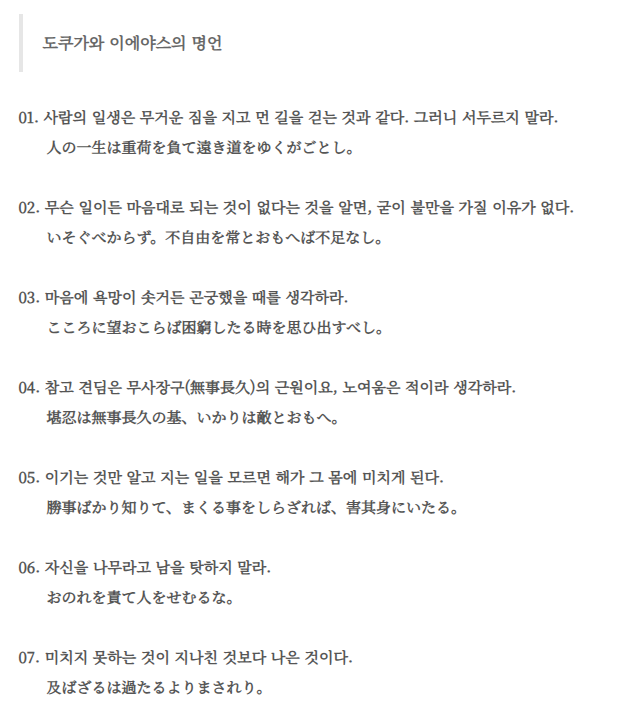 도쿠가와 이에야스의 명언
01. 사람의 일생은 무거운 짐을 지고 먼 길을 걷는 것과 같다. 그러니 서두르지 말라.
人の一生は重荷を負て遠き道をゆくがごとし。
02. 무슨 일이든 마음대로 되는 것이 없다는 것을 알면, 굳이 불만을 가질 이유가 없다.
いそぐべからず。不自由を常とおもへば不足なし。
03. 마음에 욕망이 솟거든 곤궁했을 때를 생각하라.
こころに望おこらば困窮したる時を思ひ出すべし。
04. 참고 견딤은 무사장구(無事長久)의 근원이요, 노여움은 적이라 생각하라.
堪忍は無事長久の基、いかりは敵とおもへ。
05. 이기는 것만 알고 지는 일을 모르면 해가 그 몸에 미치게 된다.
勝事ばかり知りて、まくる事をしらざれば、害其身にいたる。
06. 자신을 나무라고 남을 탓하지 말라.
おのれを責て人をせむるな。
07. 미치지 못하는 것이 지나친 것보다 나은 것이다.
及ばざるは過たるよりまされり。